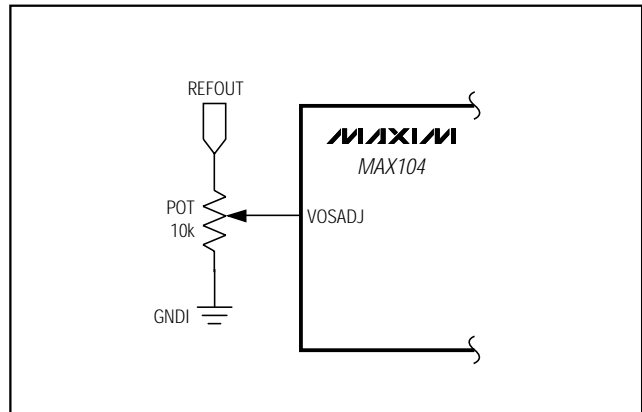 REFOUT
MAXIM
MAX104
POT
10k
VOSADJ
GNDI